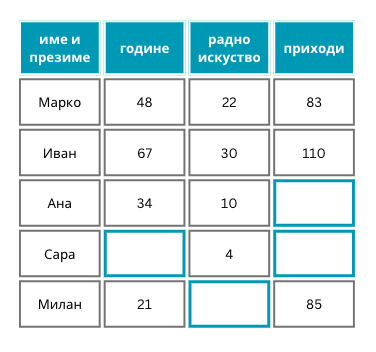 име и презиме године радно искуство приходи
Марко 48 22 83
Иван 67 30 110
Ана 34 10
Сара 4
Милан 21 85